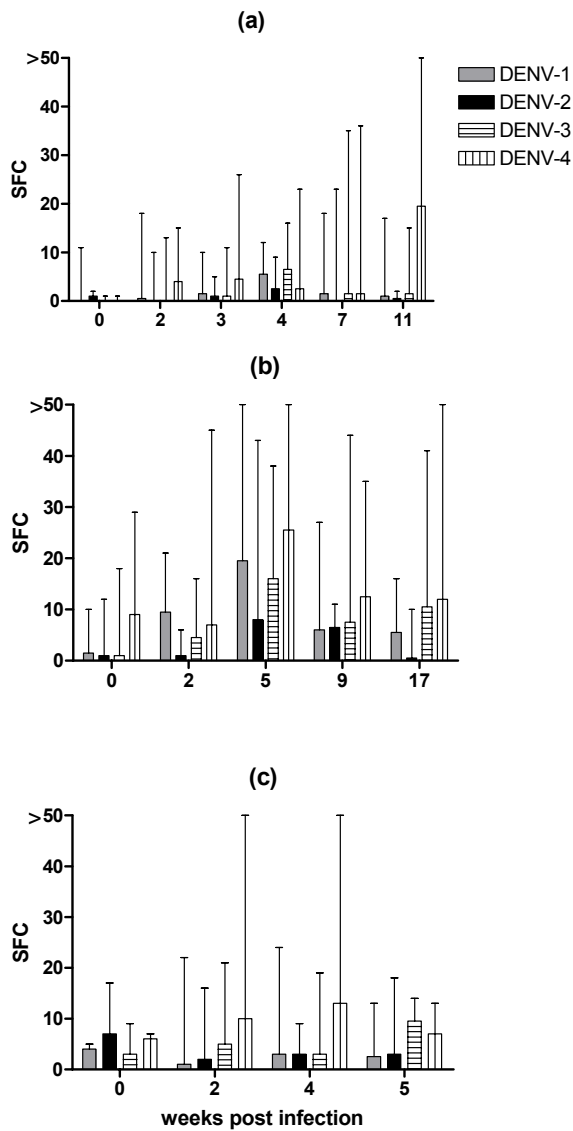 (a)
>50
40
30
20
10
0
SFC
0 2 3 4 7 11
DENV-1
DENV-2
DENV-3
DENV-4
(b)
>50
40
30
20
10
0
SFC
0 2 5 9 17
(c)
>50
40
30
20
10
0
SFC
0 2 4 5
weeks post infection